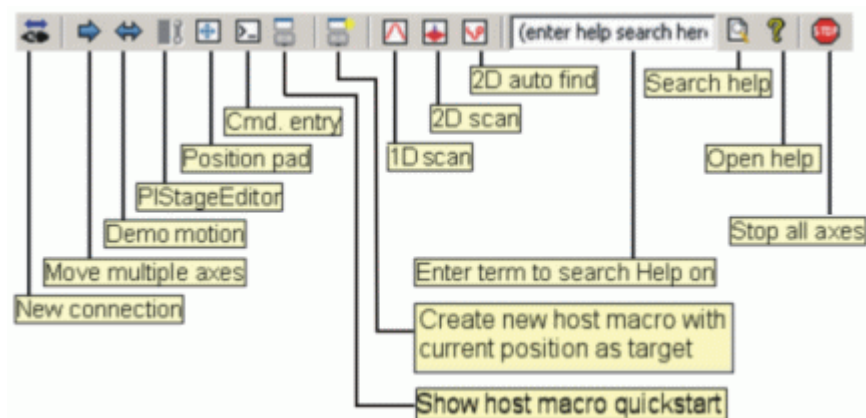 (enter help search here
STOP
2D auto find
Search help
2D scan
Cmd. entry
1D scan
Position pad
Open help
PIStageEditor
Demo motion
Stop all axes
Move multiple axes
Enter term to search Help on
New connection
Create new host macro with
current position as target
Show host macro quickstart